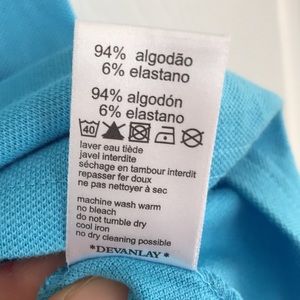 94% algodão
6% elastano
94% algodón
6% elastano
40
laver eau tiède
javel interdite
séchage en tambour interdit
repasser fer doux
ne pas nettoyer à sec
machine wash warm
no bleach
do not tumble dry
cool iron
no dry cleaning possible
*DEVANLAY*